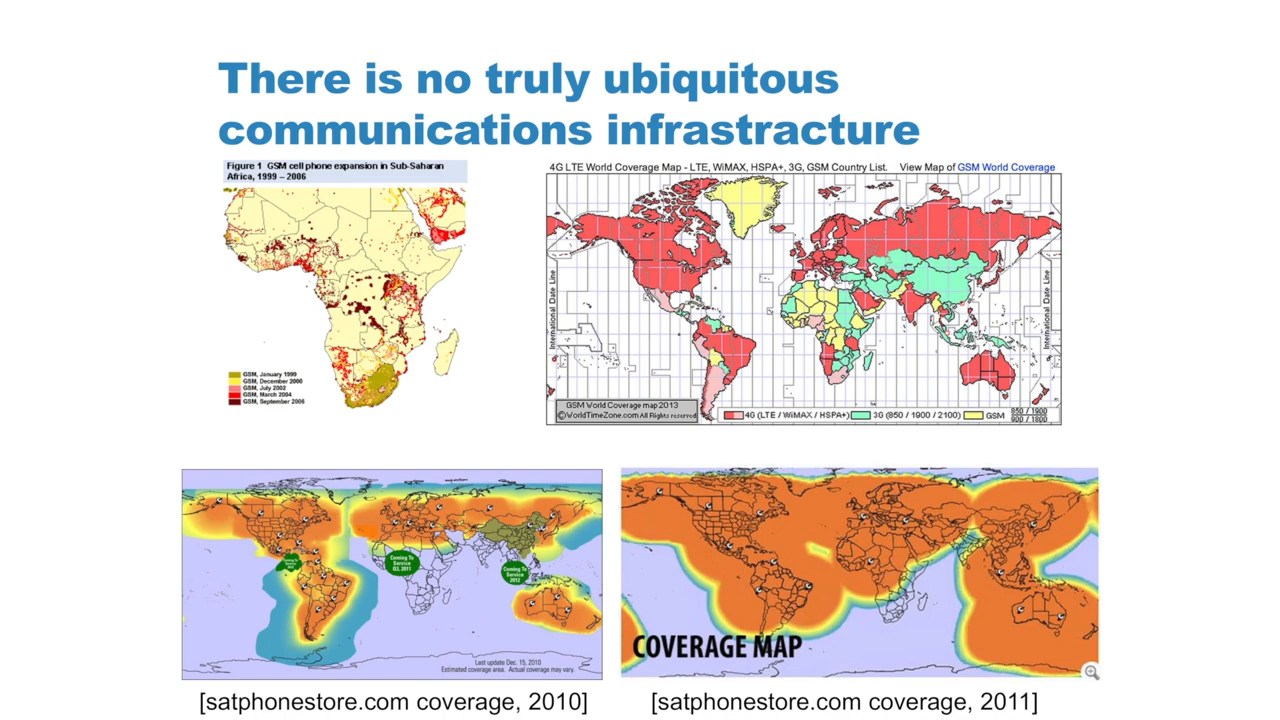 There is no truly ubiquitous
communications infrastracture
Figure 1 GSM cell phone expansion in Sub-Saharan
Africa, 1999 – 2006
GSM, January 1999
GSM, December 2000
GSM, July 2002
GSM, March 2004
GSM, September 2006
4G LTE World Coverage Map - LTE, WiMAX, HSPA+, 3G, GSM Country List. View Map of GSM World Coverage
International Date Line
International Date Line
GSM World Coverage map 2013
©WorldTimeZone.com All Rights reserved
4G (LTE / WiMAX / HSPA+)
3G (850 / 1900 / 2100)
GSM
850 / 1900
900 / 1800
Coming To
Service
Q3, 2011
Coming To
Service
2012
Last update Dec. 15, 2010
Estimated coverage area. Actual coverage may vary.
COVERAGE MAP
[satphonestore.com coverage, 2010]
[satphonestore.com coverage, 2011]